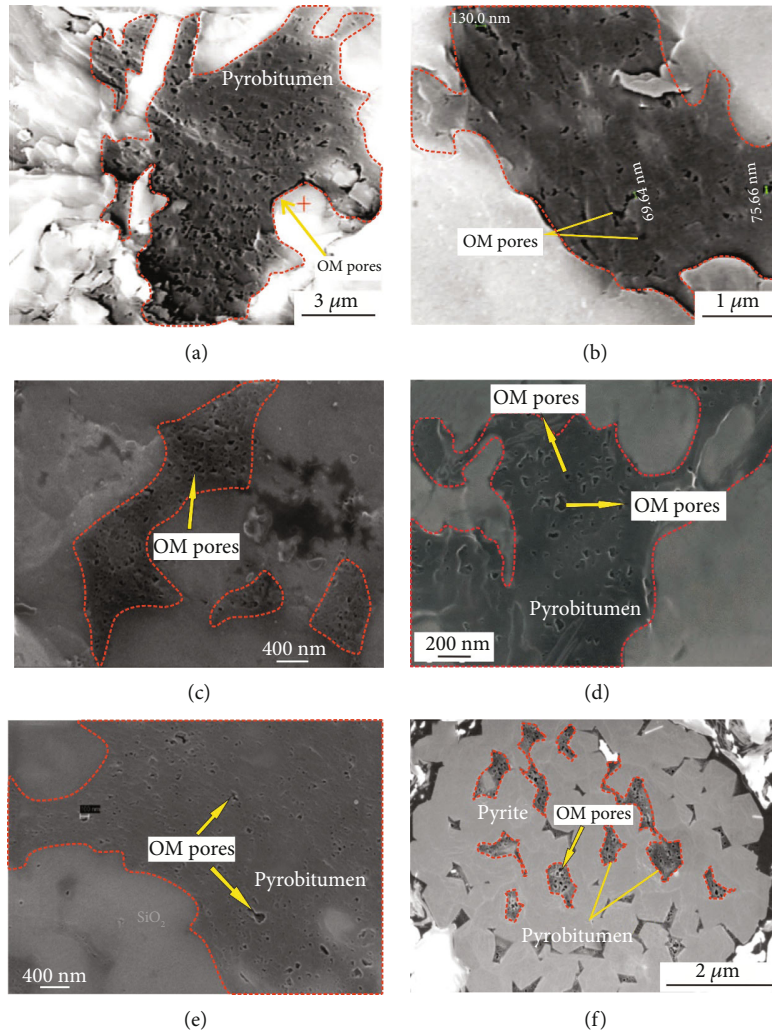 Pyrobitumen
OM pores
3 μm
(a)
130.0 nm
69.64 nm
75.66 nm
OM pores
1 μm
(b)
OM pores
400 nm
(c)
OM pores
OM pores
Pyrobitumen
200 nm
(d)
OM pores
Pyrobitumen
SiO₂
400 nm
(e)
OM pores
Pyrite
Pyrobitumen
2 μm
(f)